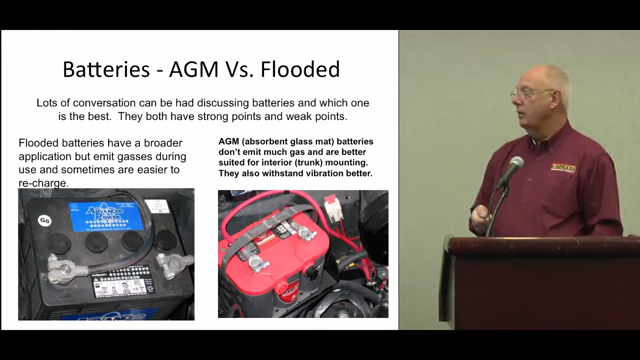 Batteries - AGM Vs. Flooded
Lots of conversation can be had discussing batteries and which one
is the best. They both have strong points and weak points.
Flooded batteries have a broader
application but emit gasses during
use and sometimes are easier to
re-charge.
AGM (absorbent glass mat) batteries
don't emit much gas and are better
suited for interior (trunk) mounting.
They also withstand vibration better.
G6
DANGER/POISON